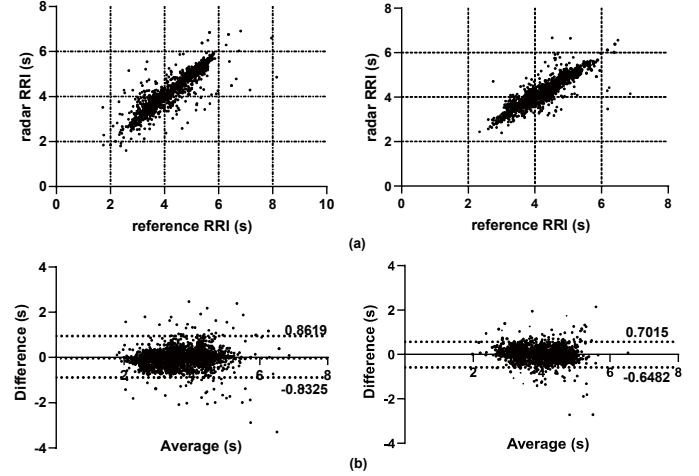 8 8
6 6
4 4
2 2
0 0
0 2 4 6 8 10 0 2 4 6 8
radar RRI (s) radar RRI (s)
reference RRI (s) reference RRI (s)
(a)
4 4
2 2
0 0
-2 -2
-4 -4
Difference (s) Difference (s)
0.8619 0.7015
2 4 6 8 2 4 6 8
-0.8325 -0.6482
Average (s) Average (s)
(b)